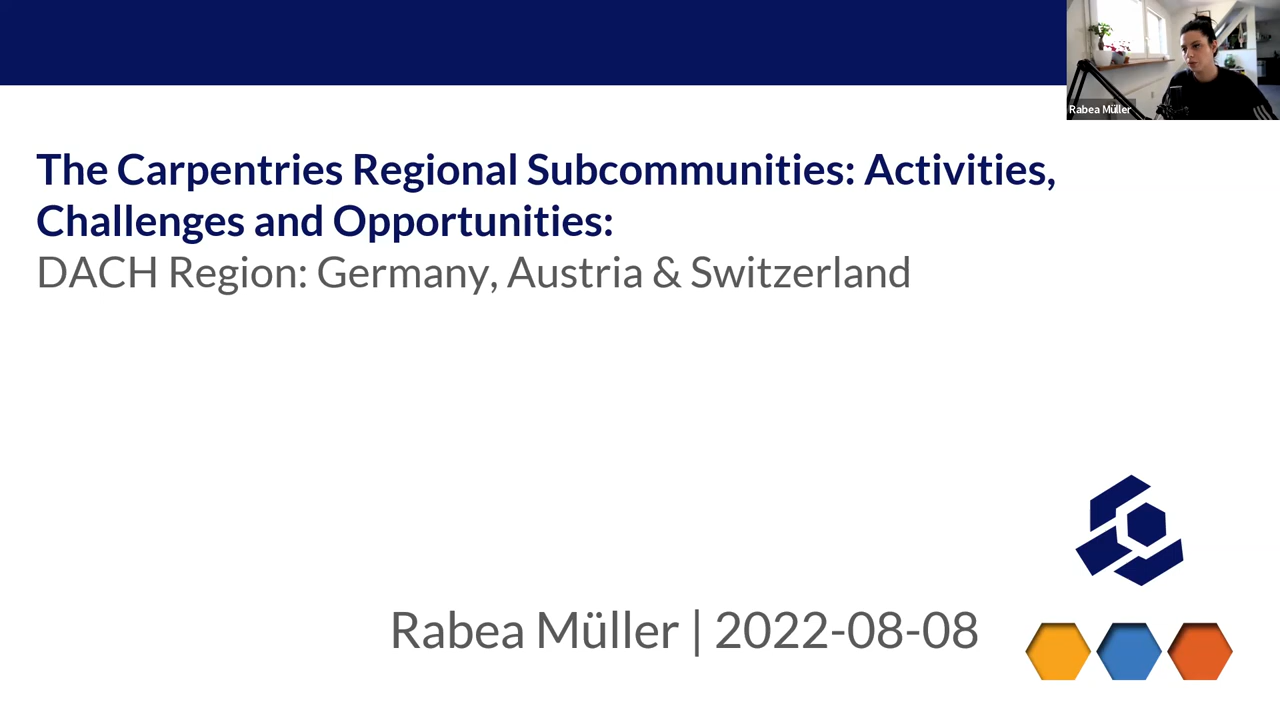 Rabea Müller
The Carpentries Regional Subcommunities: Activities,
Challenges and Opportunities:
DACH Region: Germany, Austria & Switzerland
Rabea Müller | 2022-08-08